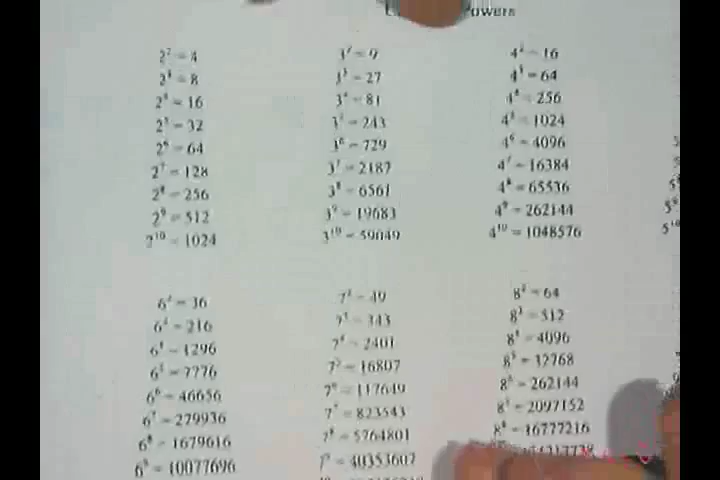 Powers
2² = 4
2³ = 8
2⁴ = 16
2⁵ = 32
2⁶ = 64
2⁷ = 128
2⁸ = 256
2⁹ = 512
2¹⁰ = 1024
3² = 9
3³ = 27
3⁴ = 81
3⁵ = 243
3⁶ = 729
3⁷ = 2187
3⁸ = 6561
3⁹ = 19683
3¹⁰ = 59049
4² = 16
4³ = 64
4⁴ = 256
4⁵ = 1024
4⁶ = 4096
4⁷ = 16384
4⁸ = 65536
4⁹ = 262144
4¹⁰ = 1048576
5⁸
5⁹
5¹⁰
6² = 36
6³ = 216
6⁴ = 1296
6⁵ = 7776
6⁶ = 46656
6⁷ = 279936
6⁸ = 1679616
6⁹ = 10077696
7² = 49
7³ = 343
7⁴ = 2401
7⁵ = 16807
7⁶ = 117649
7⁷ = 823543
7⁸ = 5764801
7⁹ = 40353607
8² = 64
8³ = 512
8⁴ = 4096
8⁵ = 32768
8⁶ = 262144
8⁷ = 2097152
8⁸ = 16777216